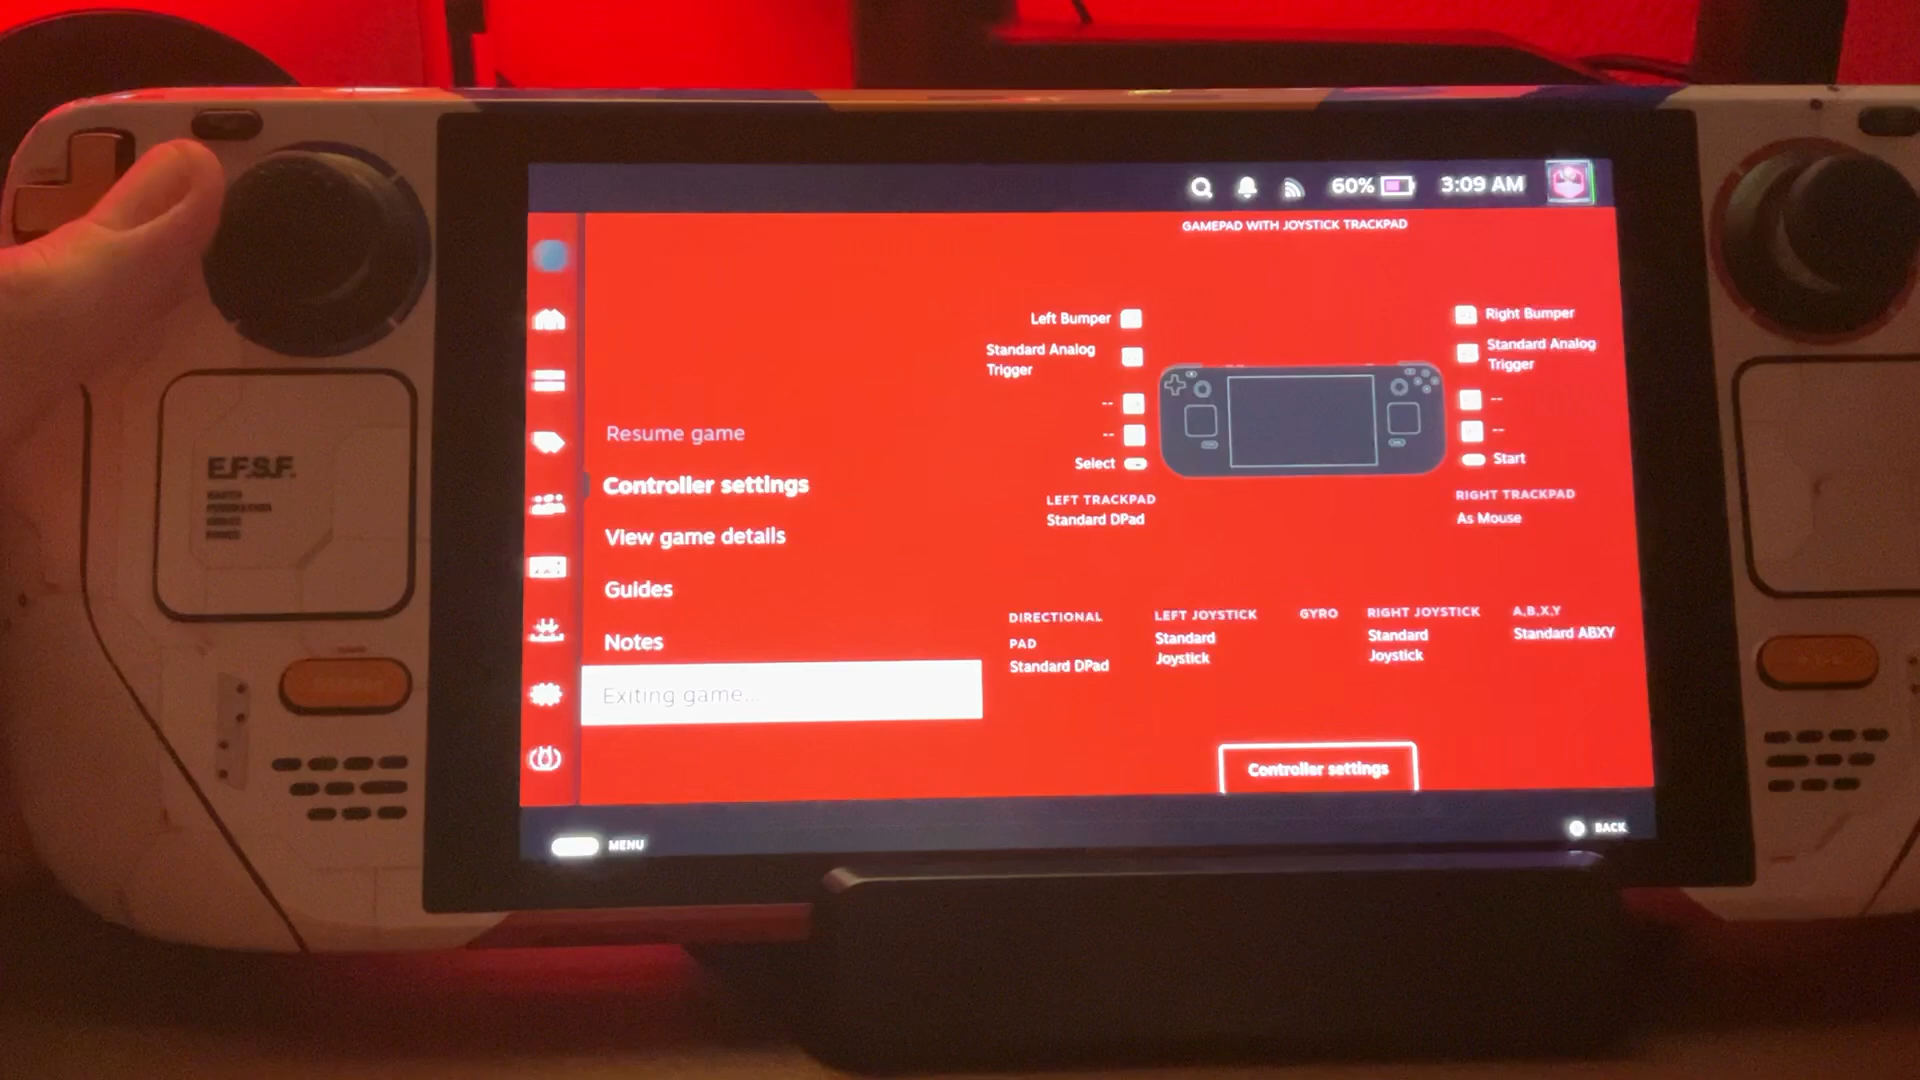 60% 3:09 AM
GAMEPAD WITH JOYSTICK TRACKPAD
Left Bumper
Right Bumper
Standard Analog
Trigger
Standard Analog
Trigger
--
--
--
--
Select
Start
LEFT TRACKPAD
Standard DPad
RIGHT TRACKPAD
As Mouse
Resume game
Controller settings
View game details
Guides
Notes
Exiting game...
DIRECTIONAL
PAD
Standard DPad
LEFT JOYSTICK
Standard
Joystick
GYRO
RIGHT JOYSTICK
Standard
Joystick
A,B,X,Y
Standard ABXY
Controller settings
MENU
BACK
E.F.S.F.